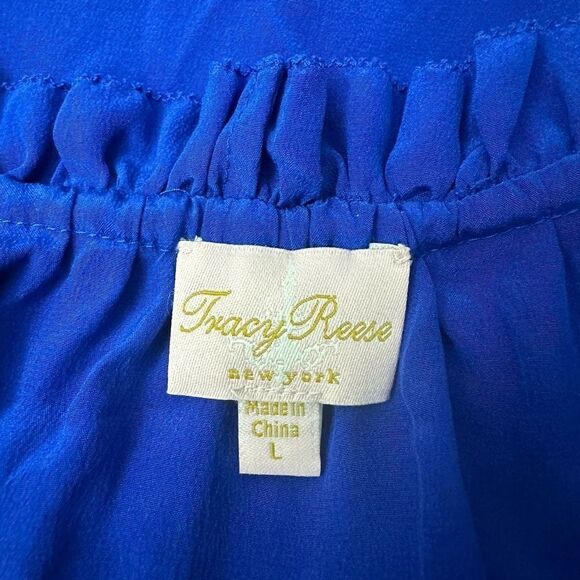 Tracy Reese
new york
Made in
China
L